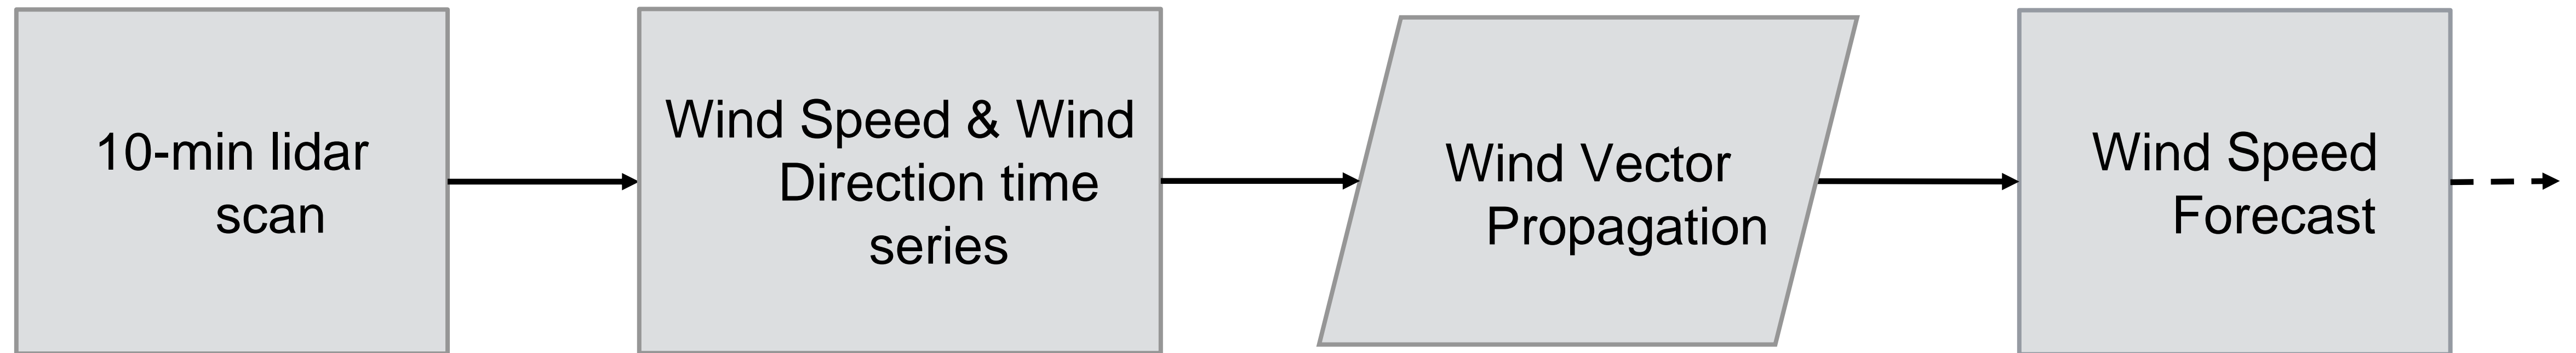 10-min lidar
scan
Wind Speed & Wind
Direction time
series
Wind Vector
Propagation
Wind Speed
Forecast